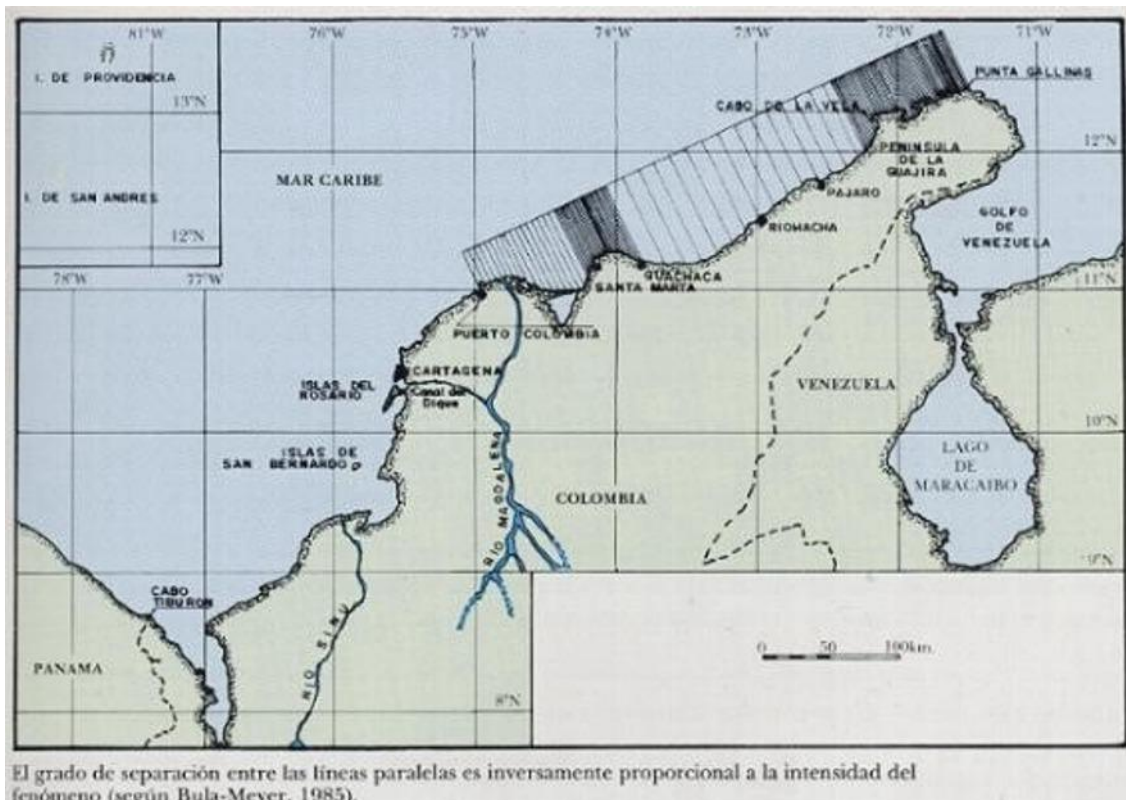 81°W
76°W
75°W
74°W
73°W
72°W
71°W
I. DE PROVIDENCIA
13°N
I. DE SAN ANDRES
12°N
78°W
77°W
MAR CARIBE
PUNTA GALLINAS
CABO DE LA VELA
12°N
PENINSULA
DE LA
GUAJIRA
PAJARO
RIOHACHA
GOLFO
DE
VENEZUELA
GUACHACA
SANTA MARTA
11°N
PUERTO COLOMBIA
CARTAGENA
Canal del
Dique
ISLAS DEL
ROSARIO
VENEZUELA
10°N
ISLAS DE
SAN BERNARDO
LAGO
DE
MARACAIBO
RIO MAGDALENA
COLOMBIA
9°N
CABO
TIBURON
RIO SINU
PANAMA
0 50 100km.
8°N
El grado de separación entre las líneas paralelas es inversamente proporcional a la intensidad del
fenómeno (según Bula-Meyer, 1985).